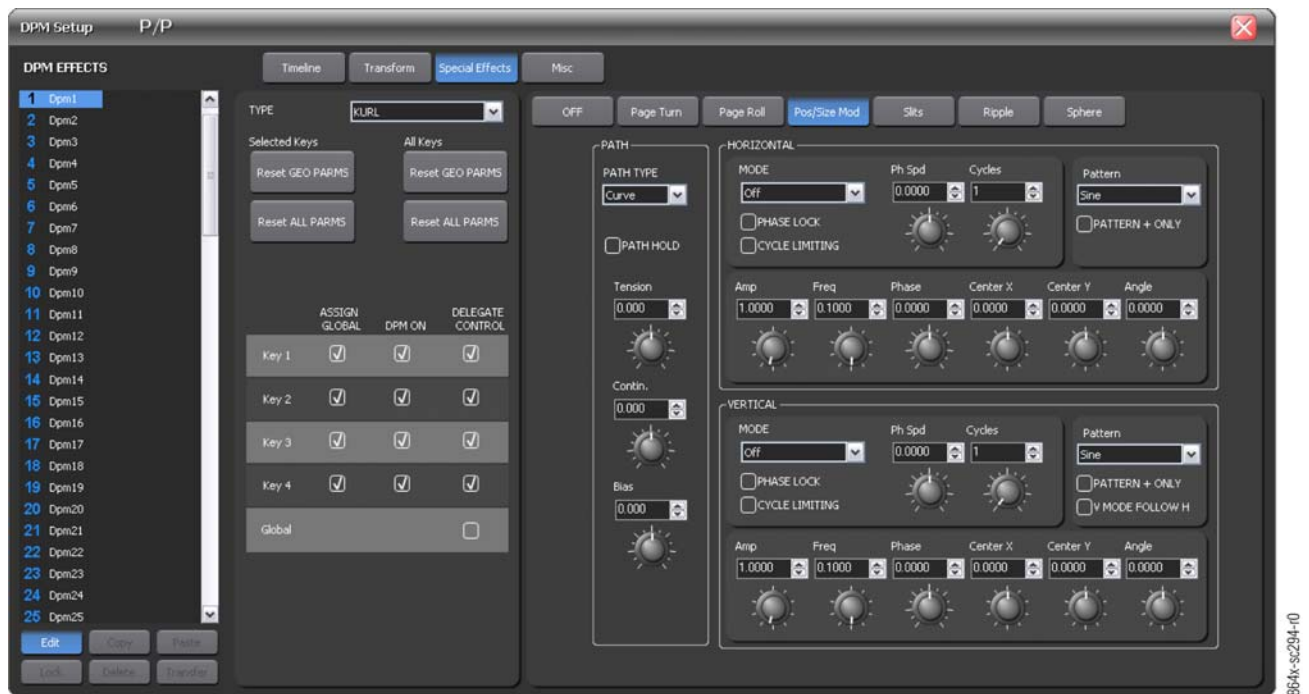 DPM Setup P/P
DPM EFFECTS
Timeline Transform Special Effects Misc
1 Dpm1
2 Dpm2
3 Dpm3
4 Dpm4
5 Dpm5
6 Dpm6
7 Dpm7
8 Dpm8
9 Dpm9
10 Dpm10
11 Dpm11
12 Dpm12
13 Dpm13
14 Dpm14
15 Dpm15
16 Dpm16
17 Dpm17
18 Dpm18
19 Dpm19
20 Dpm20
21 Dpm21
22 Dpm22
23 Dpm23
24 Dpm24
25 Dpm25
Edit Copy Paste
Lock Delete Transfer
TYPE KURL
Selected Keys All Keys
Reset GEO PARMS Reset GEO PARMS
Reset ALL PARMS Reset ALL PARMS
ASSIGN GLOBAL DPM ON DELEGATE CONTROL
Key 1
Key 2
Key 3
Key 4
Global
OFF Page Turn Page Roll Pos/Size Mod Slits Ripple Sphere
PATH
PATH TYPE
Curve
PATH HOLD
Tension
0.000
Contin.
0.000
Bias
0.000
HORIZONTAL
MODE Ph Spd Cycles Pattern
Off 0.0000 1 Sine
PHASE LOCK PATTERN + ONLY
CYCLE LIMITING
Amp Freq Phase Center X Center Y Angle
1.0000 0.1000 0.0000 0.0000 0.0000 0.0000
VERTICAL
MODE Ph Spd Cycles Pattern
Off 0.0000 1 Sine
PHASE LOCK PATTERN + ONLY
CYCLE LIMITING V MODE FOLLOW H
Amp Freq Phase Center X Center Y Angle
1.0000 0.1000 0.0000 0.0000 0.0000 0.0000
864x-sc294-r0